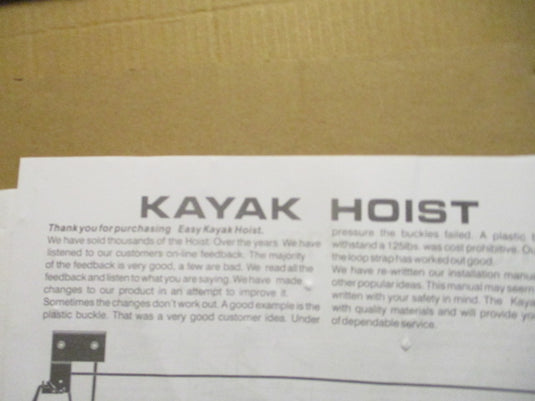 KAYAK HOIST
Thank you for purchasing Easy Kayak Hoist.
We have sold thousands of the Hoist. Over the years. We have
listened to our customers on-line feedback. The majority
of the feedback is very good, a few are bad. We read all the
feedback and listen to what you are saying. We have made
changes to our product in an attempt to improve it.
Sometimes the changes don't work out. A good example is the
plastic buckle. That was a very good customer idea. Under
pressure the buckles failed. A plastic
withstand a 125lbs. was cost prohibitive.
the loop strap has worked out good.
We have re-written our installation
other popular ideas. This manual may seem
written with your safety in mind. The
with quality materials and will provide
of dependable service.